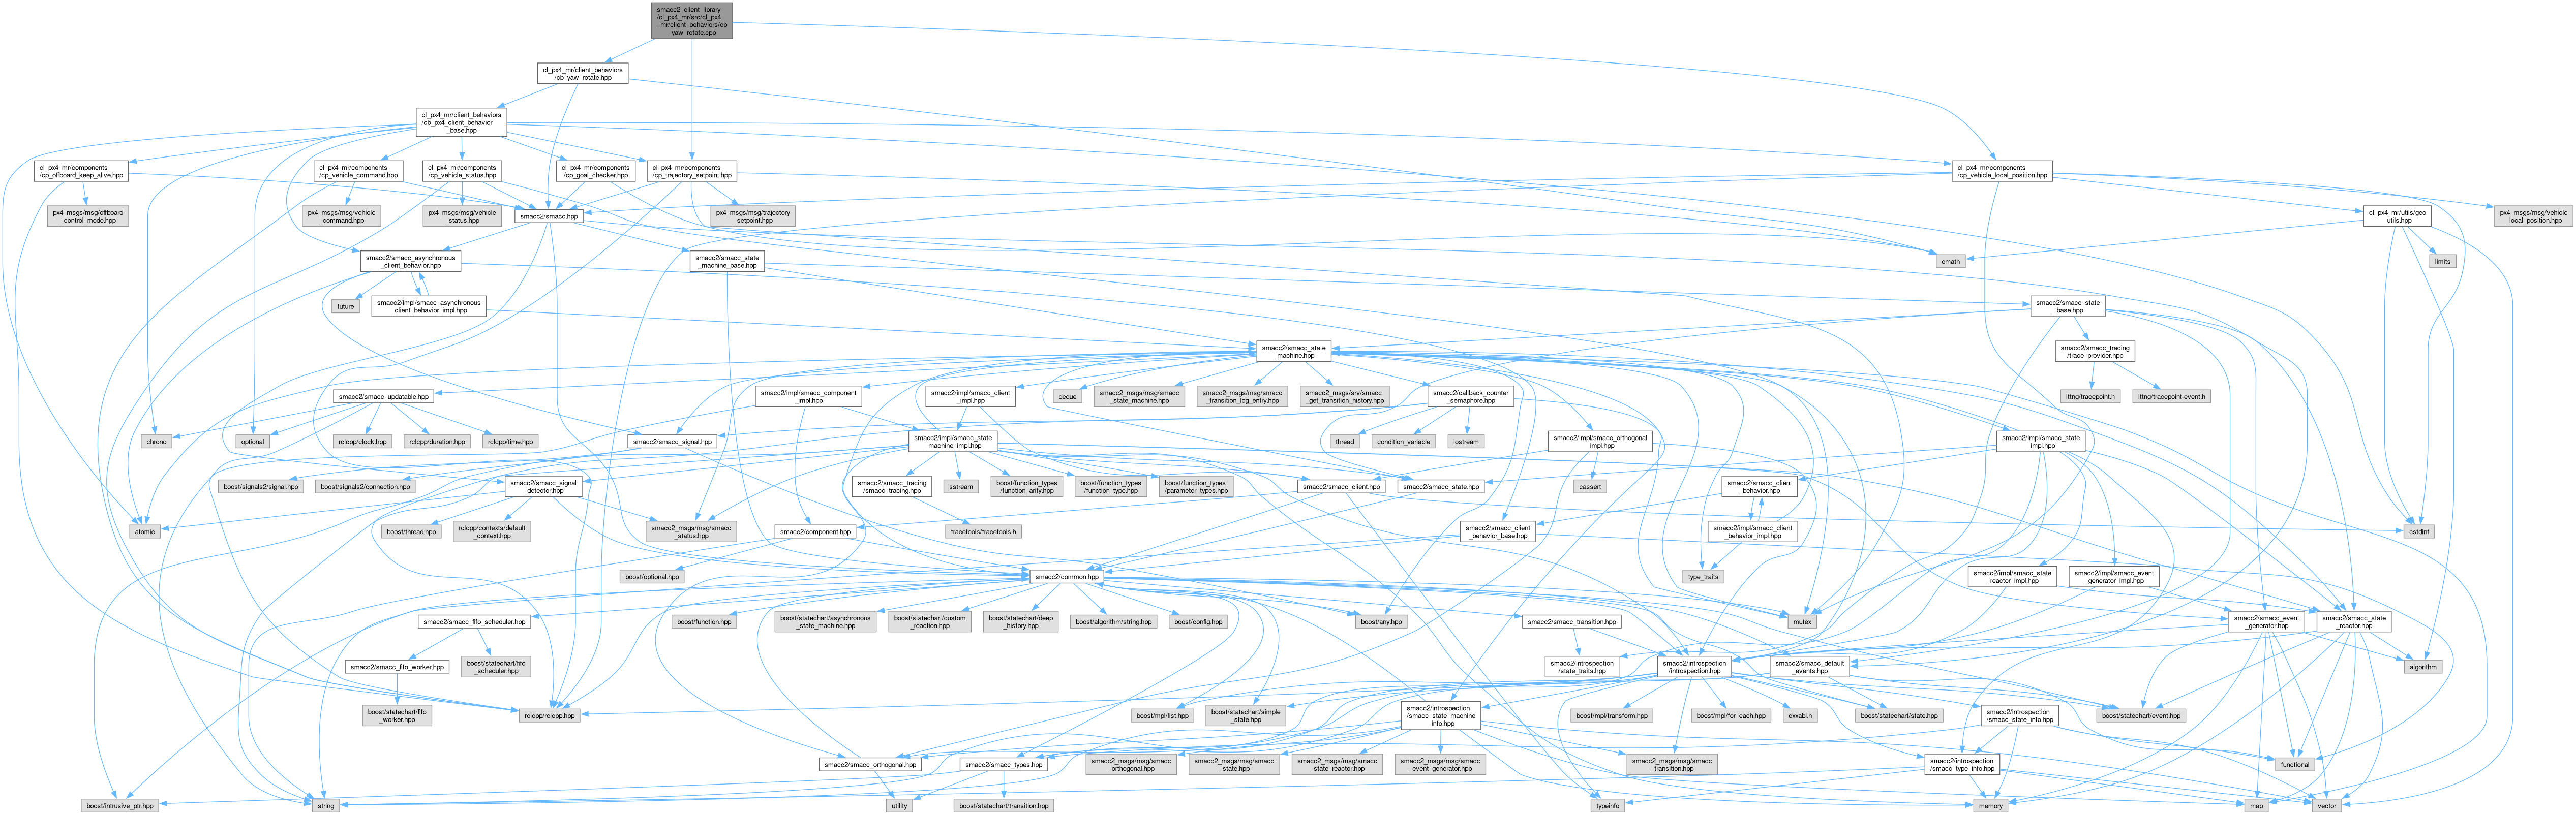 smacc2_client_library
/cl_px4_mr/src/cl_px4
_mr/client_behaviors/cb
_yaw_rotate.cpp
cl_px4_mr/client_behaviors
/cb_yaw_rotate.hpp
cl_px4_mr/client_behaviors
/cb_px4_client_behavior
_base.hpp
cl_px4_mr/components
/cp_offboard_keep_alive.hpp
cl_px4_mr/components
/cp_vehicle_command.hpp
cl_px4_mr/components
/cp_vehicle_status.hpp
cl_px4_mr/components
/cp_goal_checker.hpp
cl_px4_mr/components
/cp_trajectory_setpoint.hpp
cl_px4_mr/components
/cp_vehicle_local_position.hpp
px4_msgs/msg/offboard
_control_mode.hpp
px4_msgs/msg/vehicle
_command.hpp
px4_msgs/msg/vehicle
_status.hpp
smacc2/smacc.hpp
px4_msgs/msg/trajectory
_setpoint.hpp
cl_px4_mr/utils/geo
_utils.hpp
px4_msgs/msg/vehicle
_local_position.hpp
smacc2/smacc_asynchronous
_client_behavior.hpp
smacc2/smacc_state
_machine_base.hpp
cmath
limits
future
smacc2/impl/smacc_asynchronous
_client_behavior_impl.hpp
smacc2/smacc_state
_base.hpp
smacc2/smacc_state
_machine.hpp
smacc2/smacc_tracing
/trace_provider.hpp
smacc2/smacc_updatable.hpp
smacc2/impl/smacc_component
_impl.hpp
smacc2/impl/smacc_client
_impl.hpp
deque
smacc2_msgs/msg/smacc
_state_machine.hpp
smacc2_msgs/msg/smacc
_transition_log_entry.hpp
smacc2_msgs/srv/smacc
_get_transition_history.hpp
smacc2/callback_counter
_semaphore.hpp
lttng/tracepoint.h
lttng/tracepoint-event.h
chrono
optional
rclcpp/clock.hpp
rclcpp/duration.hpp
rclcpp/time.hpp
smacc2/smacc_signal.hpp
smacc2/impl/smacc_state
_machine_impl.hpp
thread
condition_variable
iostream
smacc2/impl/smacc_orthogonal
_impl.hpp
smacc2/impl/smacc_state
_impl.hpp
boost/signals2/signal.hpp
boost/signals2/connection.hpp
smacc2/smacc_signal
_detector.hpp
smacc2/smacc_tracing
/smacc_tracing.hpp
sstream
boost/function_types
/function_arity.hpp
boost/function_types
/function_type.hpp
boost/function_types
/parameter_types.hpp
smacc2/smacc_client.hpp
cassert
smacc2/smacc_state.hpp
smacc2/smacc_client
_behavior.hpp
atomic
boost/thread.hpp
rclcpp/contexts/default
_context.hpp
smacc2_msgs/msg/smacc
_status.hpp
smacc2/component.hpp
tracetools/tracetools.h
smacc2/smacc_client
_behavior_base.hpp
smacc2/impl/smacc_client
_behavior_impl.hpp
cstdint
boost/optional.hpp
smacc2/common.hpp
type_traits
smacc2/impl/smacc_state
_reactor_impl.hpp
smacc2/impl/smacc_event
_generator_impl.hpp
smacc2/smacc_fifo_scheduler.hpp
boost/function.hpp
boost/statechart/asynchronous
_state_machine.hpp
boost/statechart/custom
_reaction.hpp
boost/statechart/deep
_history.hpp
boost/algorithm/string.hpp
boost/config.hpp
boost/any.hpp
smacc2/smacc_transition.hpp
mutex
smacc2/smacc_event
_generator.hpp
smacc2/smacc_state
_reactor.hpp
smacc2/smacc_fifo_worker.hpp
boost/statechart/fifo
_scheduler.hpp
smacc2/introspection
/state_traits.hpp
smacc2/introspection
/introspection.hpp
smacc2/smacc_default
_events.hpp
algorithm
boost/statechart/fifo
_worker.hpp
rclcpp/rclcpp.hpp
boost/mpl/list.hpp
boost/statechart/simple
_state.hpp
smacc2/introspection
/smacc_state_machine
_info.hpp
boost/mpl/transform.hpp
boost/mpl/for_each.hpp
cxxabi.h
boost/statechart/state.hpp
smacc2/introspection
/smacc_state_info.hpp
boost/statechart/event.hpp
smacc2/smacc_orthogonal.hpp
smacc2/smacc_types.hpp
smacc2_msgs/msg/smacc
_orthogonal.hpp
smacc2_msgs/msg/smacc
_state.hpp
smacc2_msgs/msg/smacc
_state_reactor.hpp
smacc2_msgs/msg/smacc
_event_generator.hpp
smacc2_msgs/msg/smacc
_transition.hpp
smacc2/introspection
/smacc_type_info.hpp
functional
boost/intrusive_ptr.hpp
string
utility
boost/statechart/transition.hpp
typeinfo
memory
map
vector